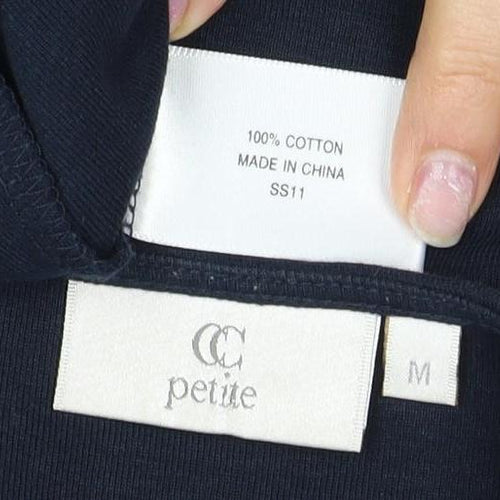 100% COTTON
MADE IN CHINA
SS11
CC
petite
M